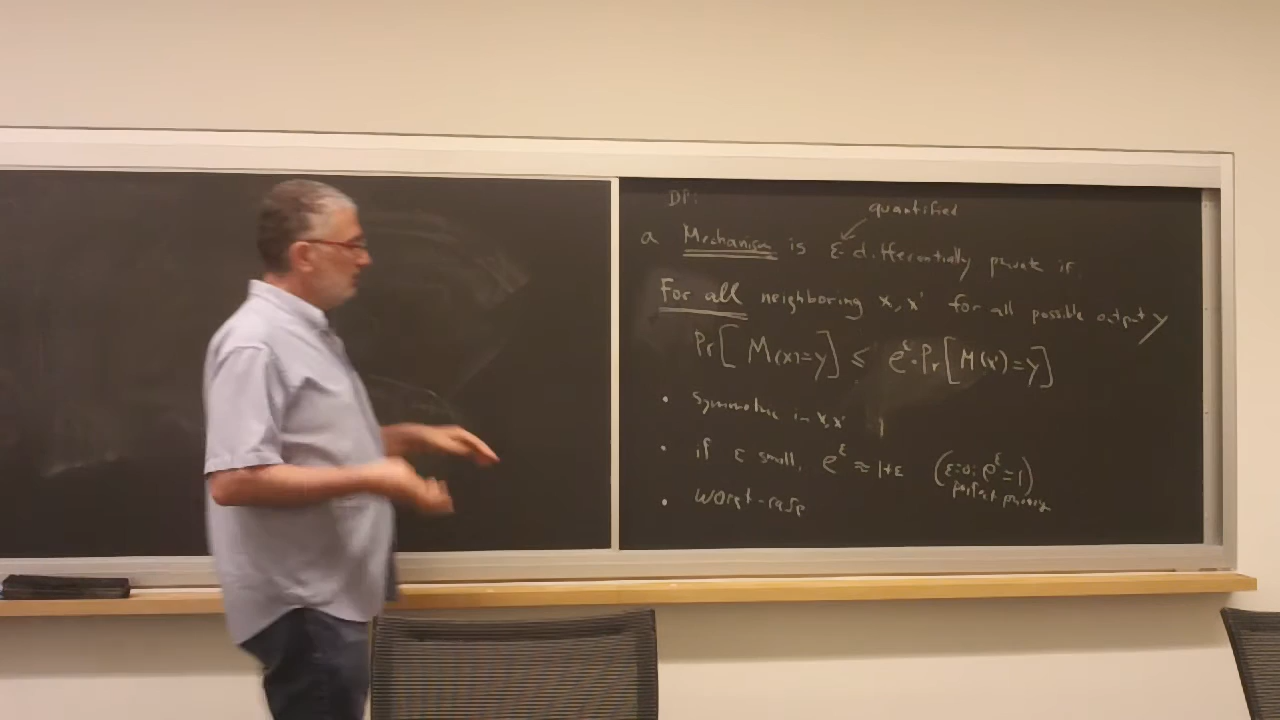 DP:
quantified
a Mechanism is ε-differentially private if
For all neighboring x, x' for all possible output y
Pr[M(x)=y] ≤ e^ε · Pr[M(x')=y]
• Symmetric in x, x'
• if ε small, e^ε ≈ 1+ε (ε=0: e^ε=1)
perfect privacy
• worst-case